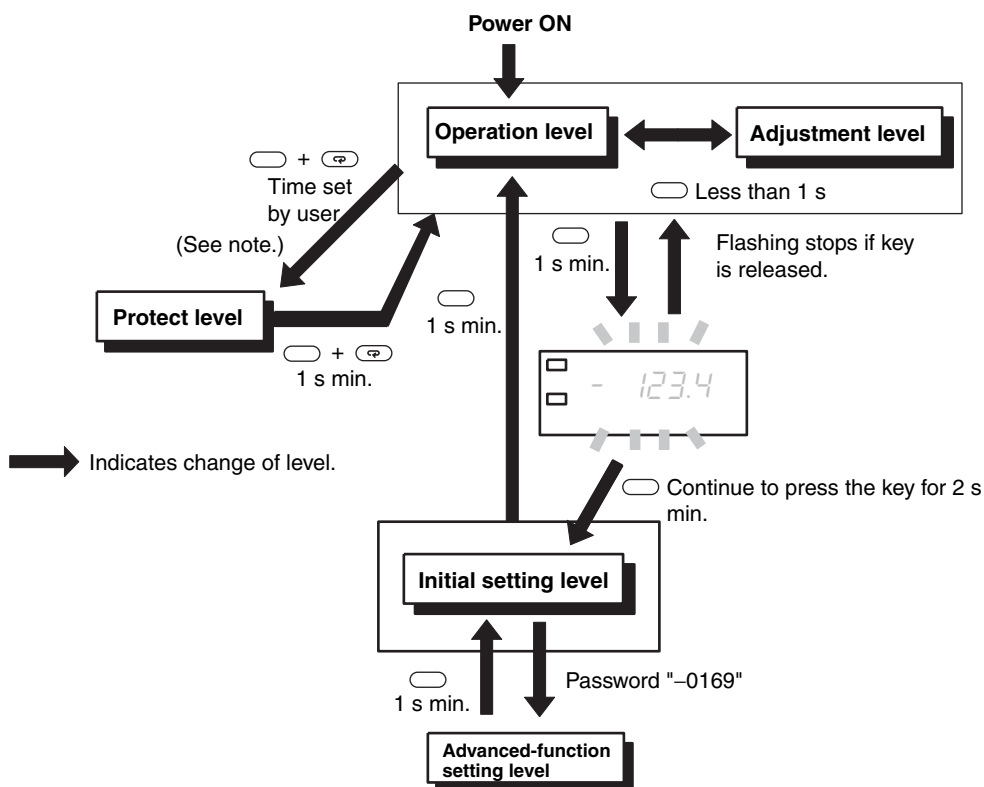 Power ON
Operation level
Adjustment level
+
Time set
by user
(See note.)
Less than 1 s
1 s min.
Flashing stops if key
is released.
Protect level
1 s min.
+
1 s min.
- 123.4
Indicates change of level.
Continue to press the key for 2 s
min.
Initial setting level
1 s min.
Password "–0169"
Advanced-function
setting level